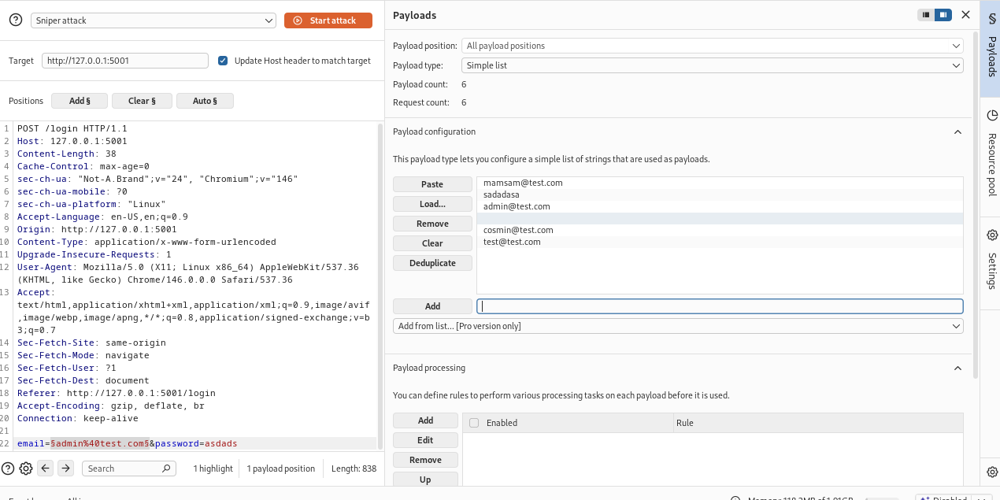 Sniper attack
Start attack
Target http://127.0.0.1:5001 Update Host header to match target
Positions Add § Clear § Auto §
1 POST /login HTTP/1.1
2 Host: 127.0.0.1:5001
3 Content-Length: 38
4 Cache-Control: max-age=0
5 sec-ch-ua: "Not-A.Brand";v="24", "Chromium";v="146"
6 sec-ch-ua-mobile: ?0
7 sec-ch-ua-platform: "Linux"
8 Accept-Language: en-US,en;q=0.9
9 Origin: http://127.0.0.1:5001
10 Content-Type: application/x-www-form-urlencoded
11 Upgrade-Insecure-Requests: 1
12 User-Agent: Mozilla/5.0 (X11; Linux x86_64) AppleWebKit/537.36
(KHTML, like Gecko) Chrome/146.0.0.0 Safari/537.36
13 Accept:
text/html,application/xhtml+xml,application/xml;q=0.9,image/avif
,image/webp,image/apng,*/*;q=0.8,application/signed-exchange;v=b
3;q=0.7
14 Sec-Fetch-Site: same-origin
15 Sec-Fetch-Mode: navigate
16 Sec-Fetch-User: ?1
17 Sec-Fetch-Dest: document
18 Referer: http://127.0.0.1:5001/login
19 Accept-Encoding: gzip, deflate, br
20 Connection: keep-alive
21
22 email=§admin%40test.com§&password=asdads
Search 1 highlight 1 payload position Length: 838
Payloads
Payload position: All payload positions
Payload type: Simple list
Payload count: 6
Request count: 6
Payload configuration
This payload type lets you configure a simple list of strings that are used as payloads.
Paste
Load...
Remove
Clear
Deduplicate
mamsam@test.com
sadadasa
admin@test.com
cosmin@test.com
test@test.com
Add
Add from list... [Pro version only]
Payload processing
You can define rules to perform various processing tasks on each payload before it is used.
Add
Edit
Remove
Up
Enabled Rule
§ Payloads
Resource pool
Settings
Memory: 118.2MB of 1.01GB
Disabled